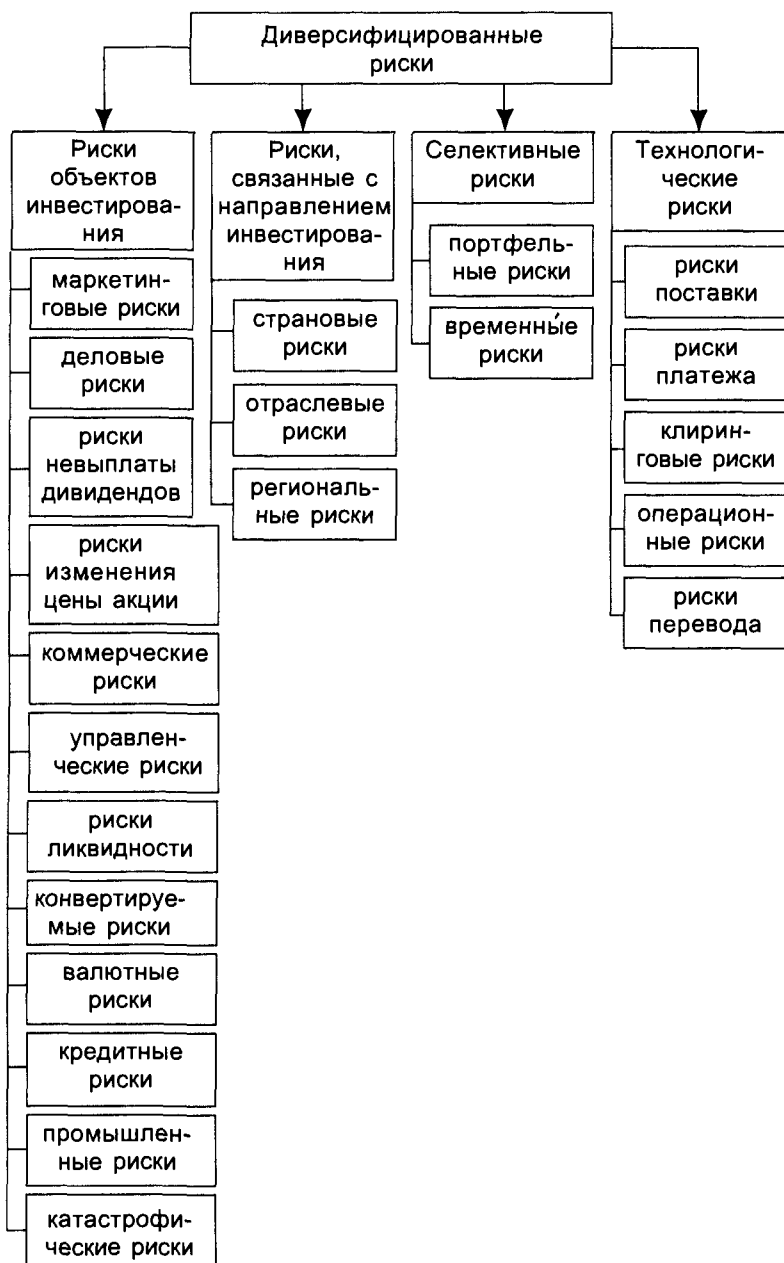 Диверсифицированные
риски
Риски
объектов
инвестирова-
ния
маркетин-
говые риски
деловые
риски
риски
невыплаты
дивидендов
риски
изменения
цены акции
коммерческие
риски
управлен-
ческие риски
риски
ликвидности
конвертируе-
мые риски
валютные
риски
кредитные
риски
промышлен-
ные риски
катастрофи-
ческие риски
Риски,
связанные с
направлением
инвестирова-
ния
страновые
риски
отраслевые
риски
региональ-
ные риски
Селективные
риски
портфель-
ные риски
временны́е
риски
Технологи-
ческие
риски
риски
поставки
риски
платежа
клирин-
говые риски
операцион-
ные риски
риски
перевода